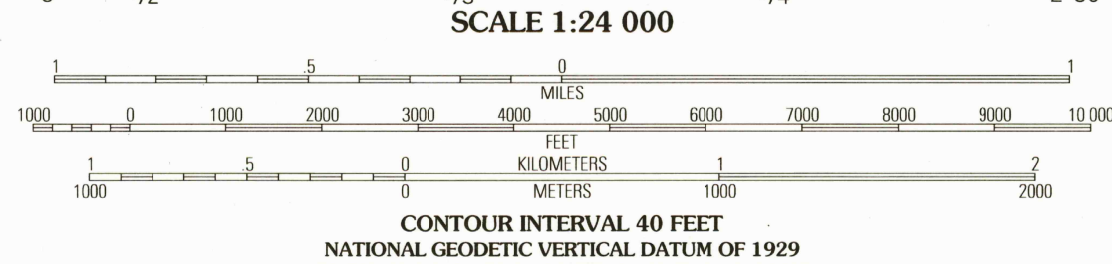 SCALE 1:24 000
1 .5 0 1
MILES
1000 0 1000 2000 3000 4000 5000 6000 7000 8000 9000 10 000
FEET
1 .5 0 KILOMETERS 1 2
1000 0 METERS 1000 2000
CONTOUR INTERVAL 40 FEET
NATIONAL GEODETIC VERTICAL DATUM OF 1929